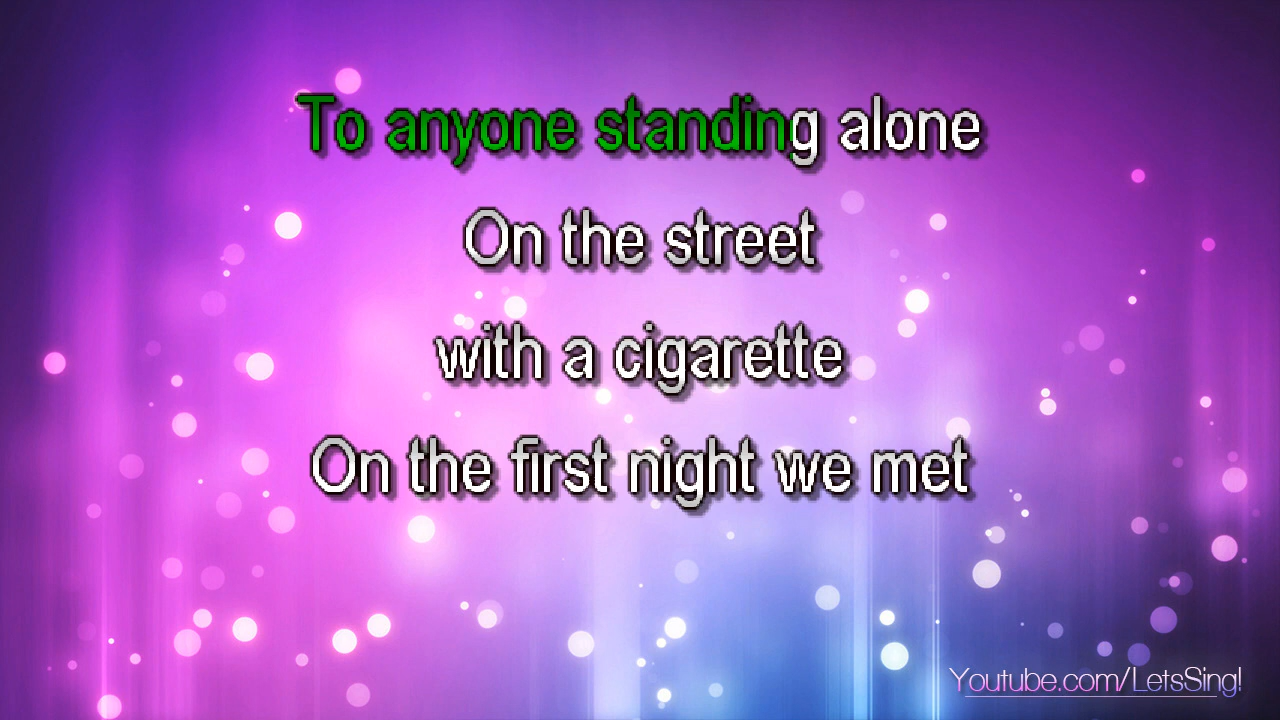 To anyone standing alone
On the street
with a cigarette
On the first night we met
Youtube.com/LetsSing!